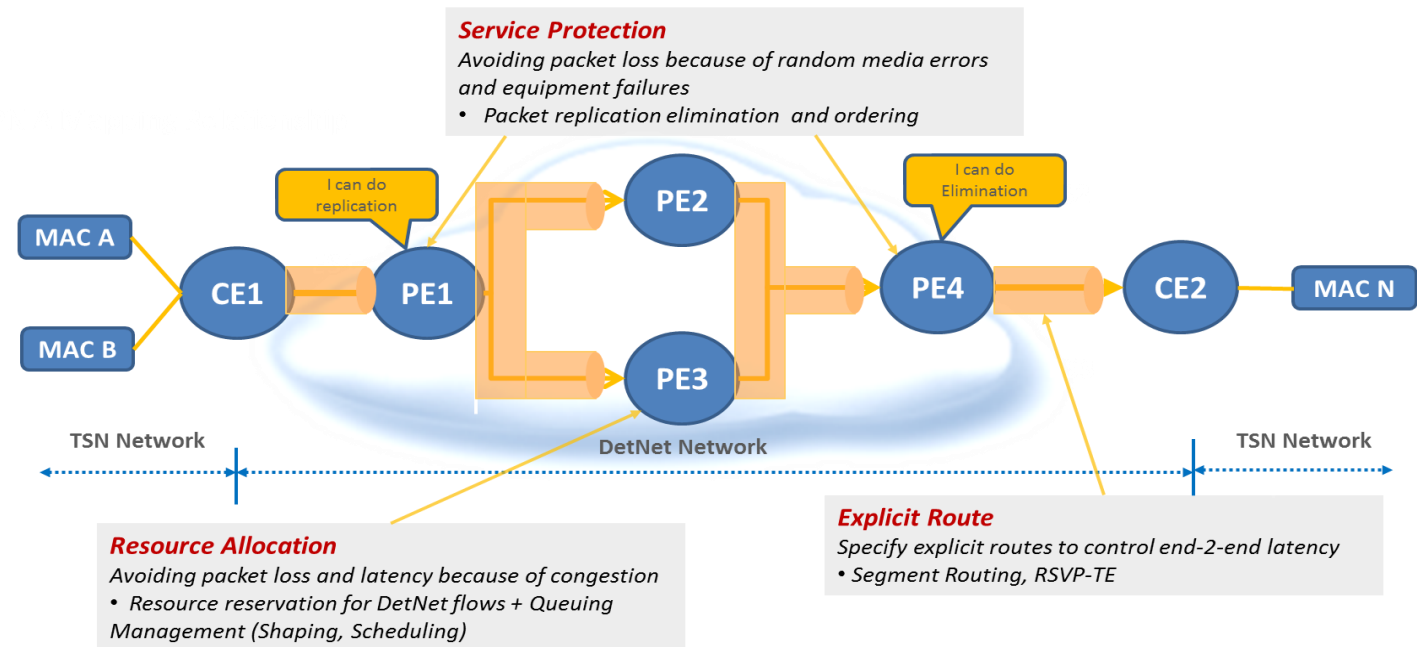 Service Protection
Avoiding packet loss because of random media errors
and equipment failures
• Packet replication elimination and ordering
I can do
replication
I can do
Elimination
MAC A
MAC B
CE1
PE1
PE2
PE3
PE4
CE2
MAC N
TSN Network
DetNet Network
TSN Network
Resource Allocation
Avoiding packet loss and latency because of congestion
• Resource reservation for DetNet flows + Queuing
Management (Shaping, Scheduling)
Explicit Route
Specify explicit routes to control end-2-end latency
• Segment Routing, RSVP-TE